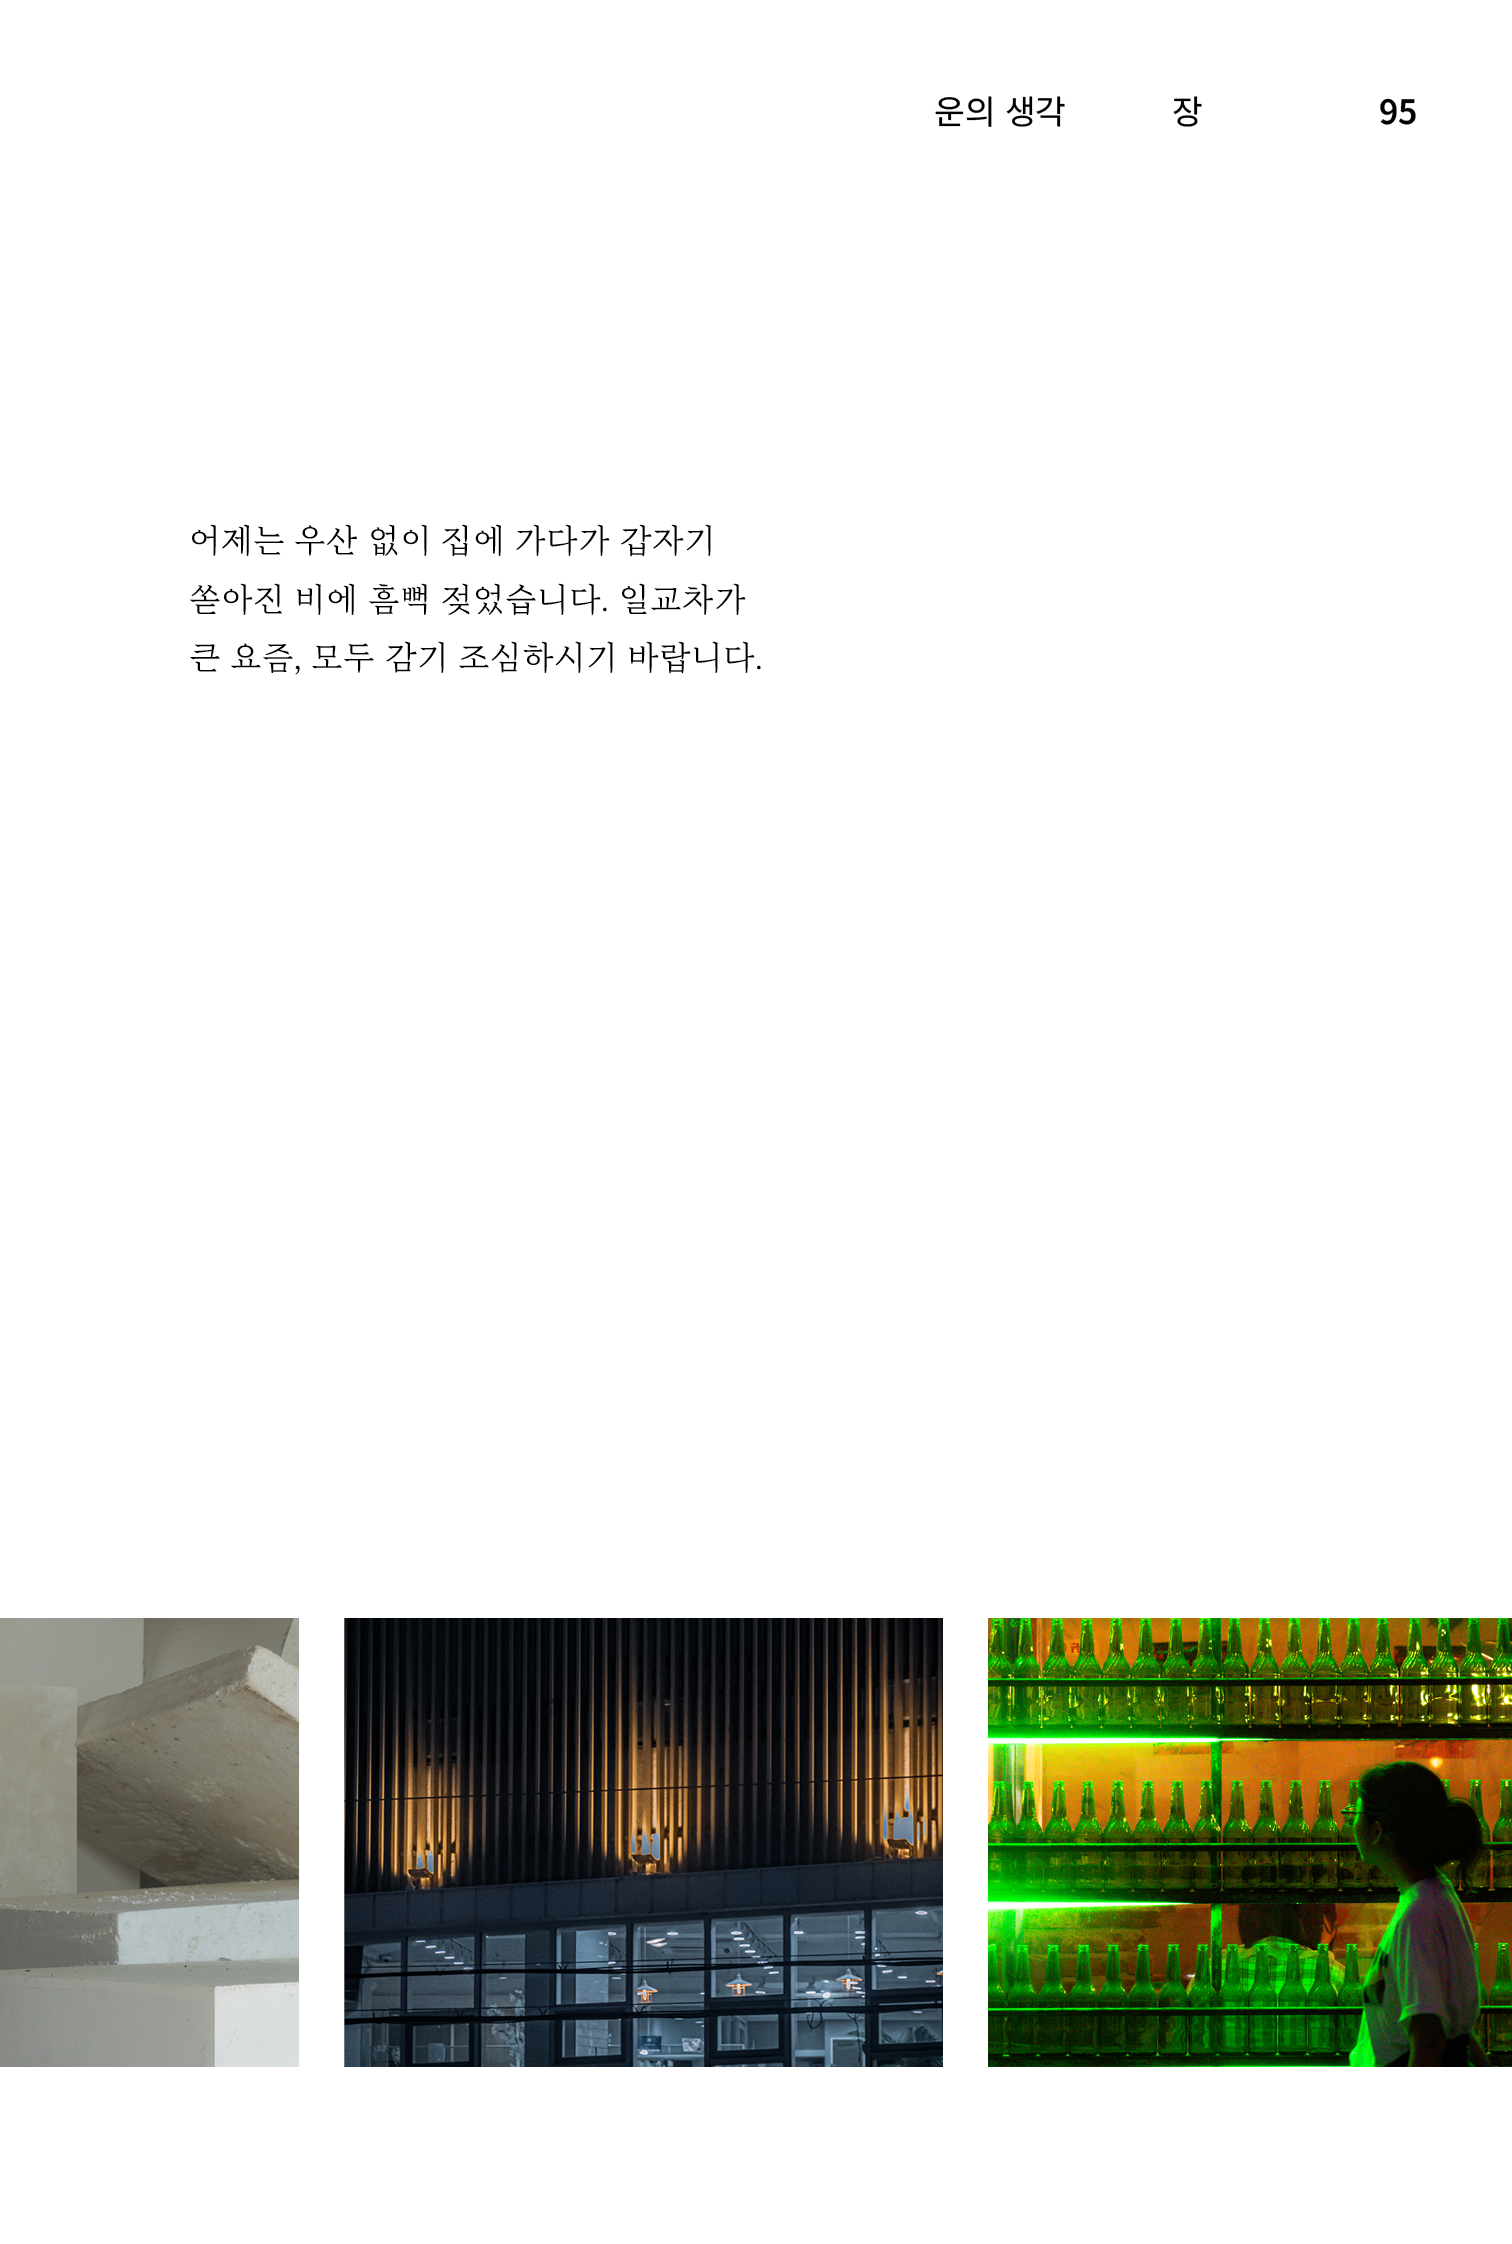 운의 생각 장 95
어제는 우산 없이 집에 가다가 갑자기
쏟아진 비에 흠뻑 젖었습니다. 일교차가
큰 요즘, 모두 감기 조심하시기 바랍니다.